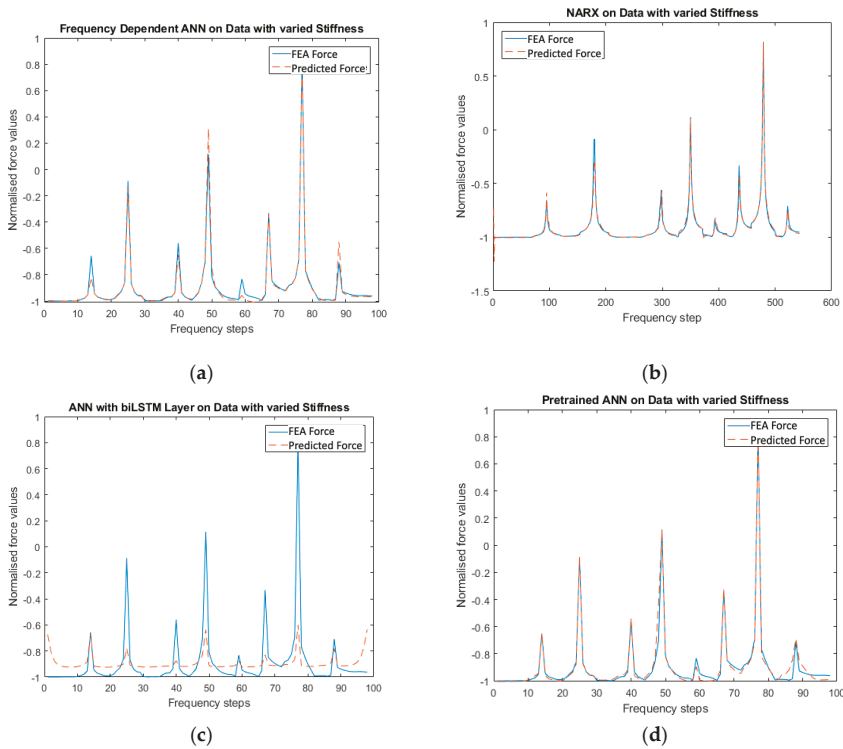 Frequency Dependent ANN on Data with varied Stiffness
1
0.8
0.6
0.4
0.2
0
-0.2
-0.4
-0.6
-0.8
-1
0 10 20 30 40 50 60 70 80 90 100
Normalised force values
Frequency steps
FEA Force
Predicted Force
(a)
NARX on Data with varied Stiffness
1
0.5
0
-0.5
-1
-1.5
0 100 200 300 400 500 600
Normalised force values
Frequency step
FEA Force
Predicted Force
(b)
ANN with biLSTM Layer on Data with varied Stiffness
1
0.8
0.6
0.4
0.2
0
-0.2
-0.4
-0.6
-0.8
-1
0 10 20 30 40 50 60 70 80 90 100
Normalised force values
Frequency steps
FEA Force
Predicted Force
(c)
Pretrained ANN on Data with varied Stiffness
1
0.8
0.6
0.4
0.2
0
-0.2
-0.4
-0.6
-0.8
-1
0 10 20 30 40 50 60 70 80 90 100
Normalised force values
Frequency steps
FEA Force
Predicted Force
(d)